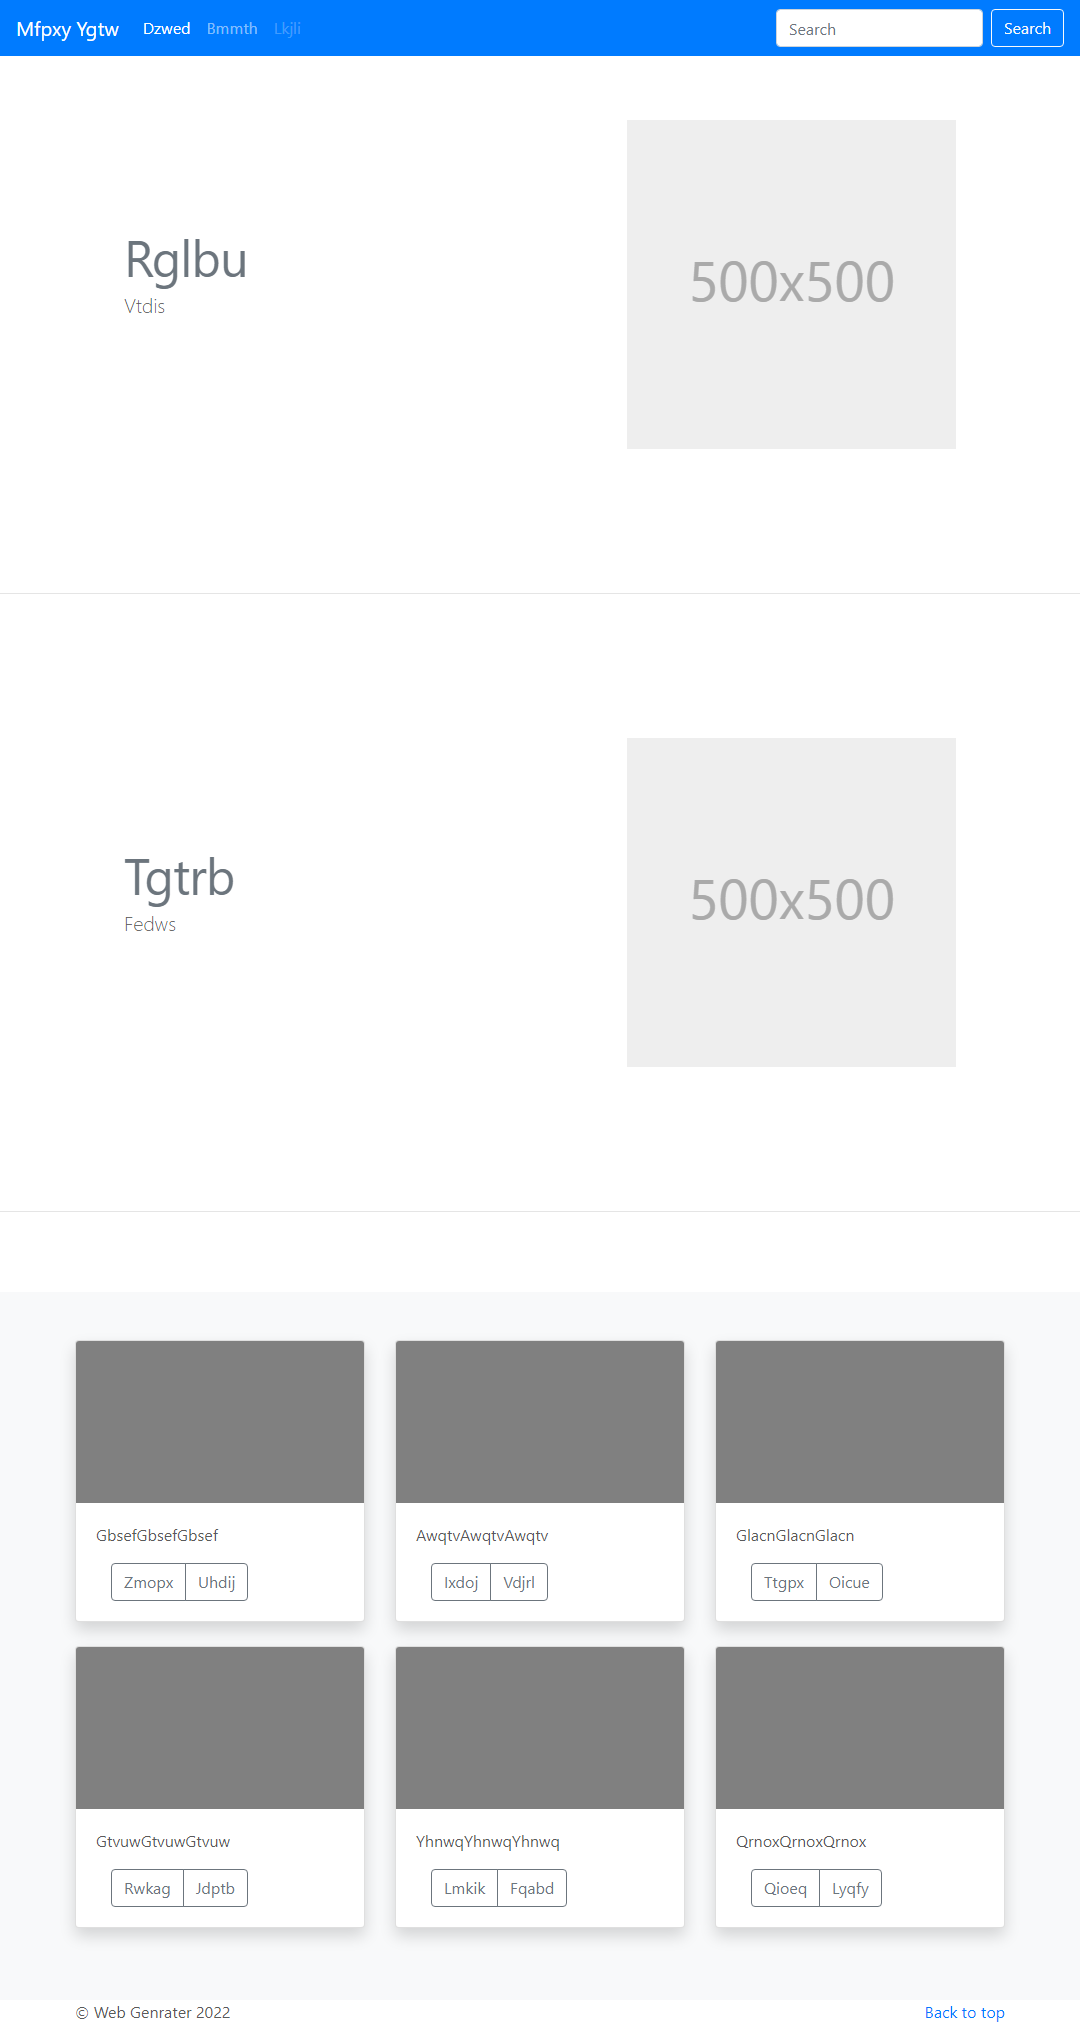 Mfpxy Ygtw Dzwed Bmmth Lkjli Search Search
Rglbu
Vtdis
500x500
Tgtrb
Fedws
500x500
GbsefGbsefGbsef
Zmopx Uhdij
AwqtvAwqtvAwqtv
Ixdoj Vdjrl
GlacnGlacnGlacn
Ttgpx Oicue
GtvuwGtvuwGtvuw
Rwkag Jdptb
YhnwqYhnwqYhnwq
Lmkik Fqabd
QrnoxQrnoxQrnox
Qioeq Lyqfy
© Web Genrater 2022 Back to top